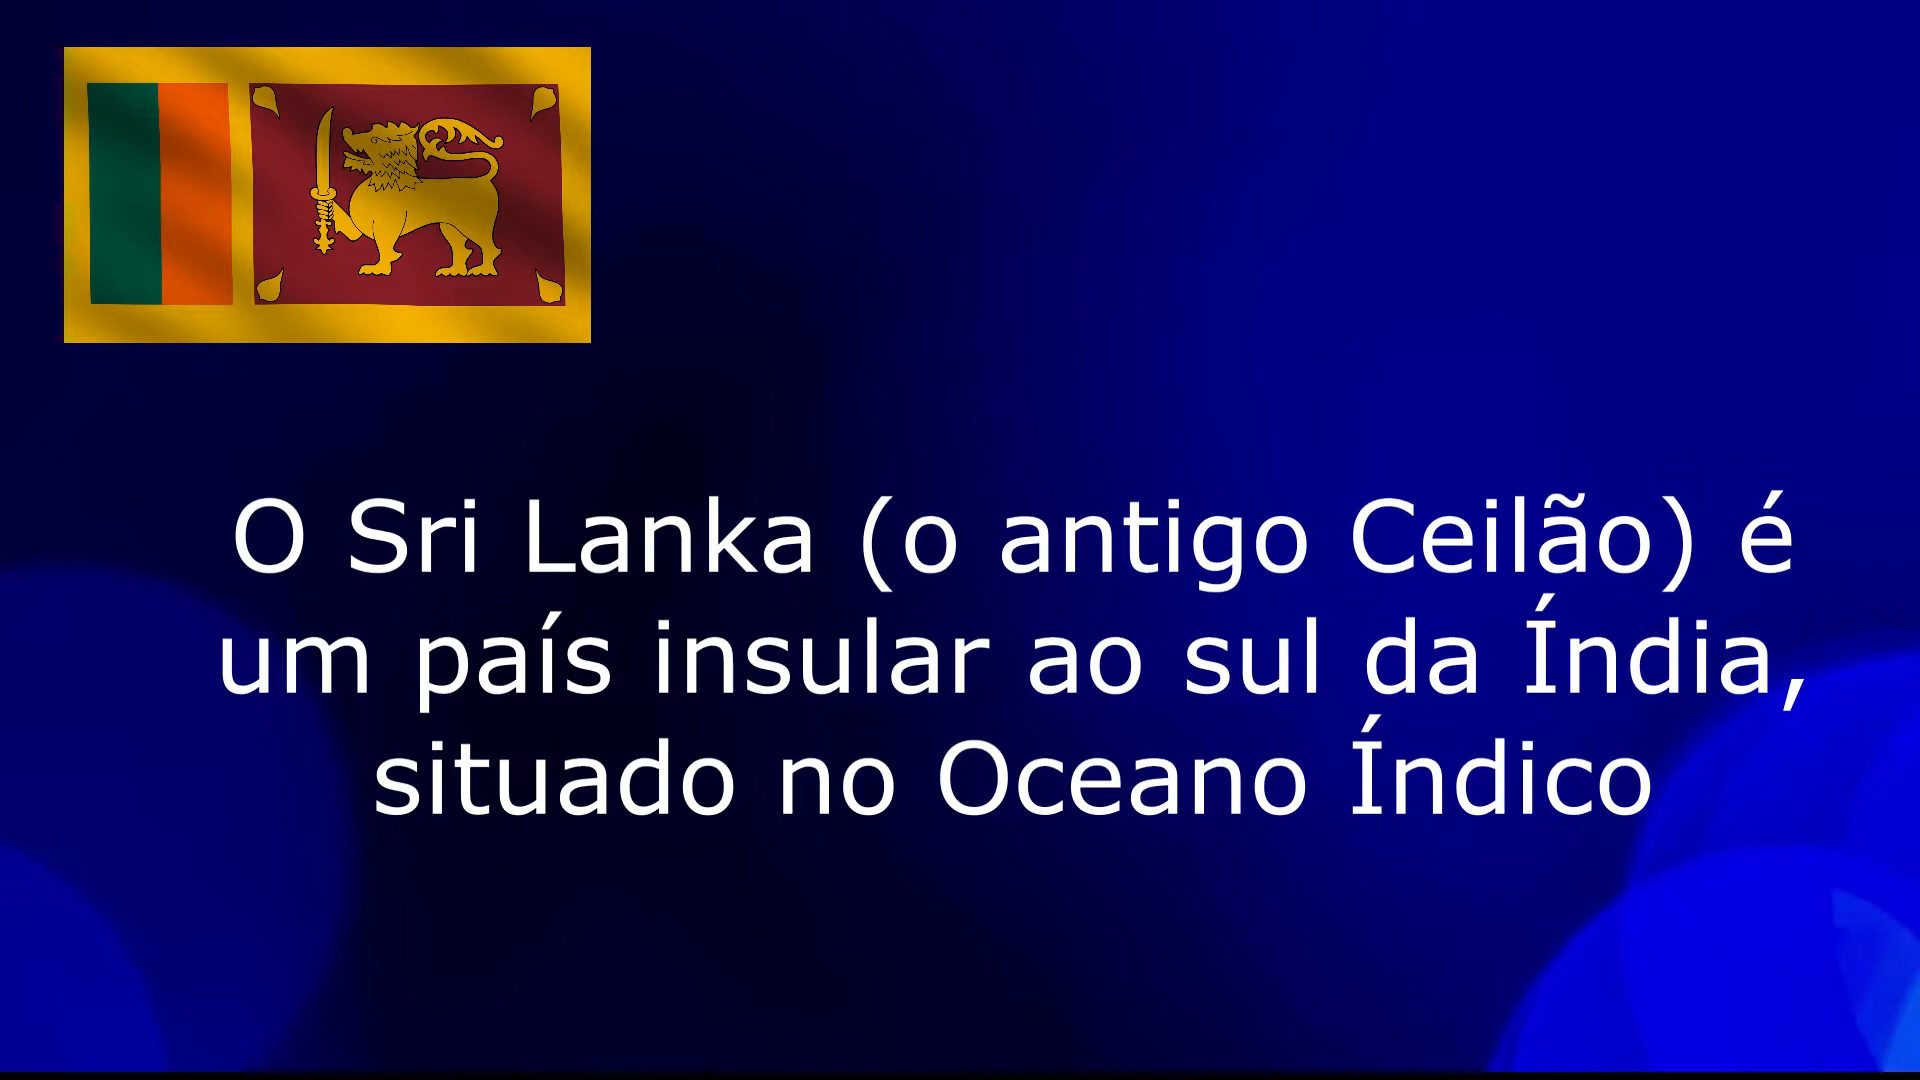 O Sri Lanka (o antigo Ceilão) é
um país insular ao sul da Índia,
situado no Oceano Índico